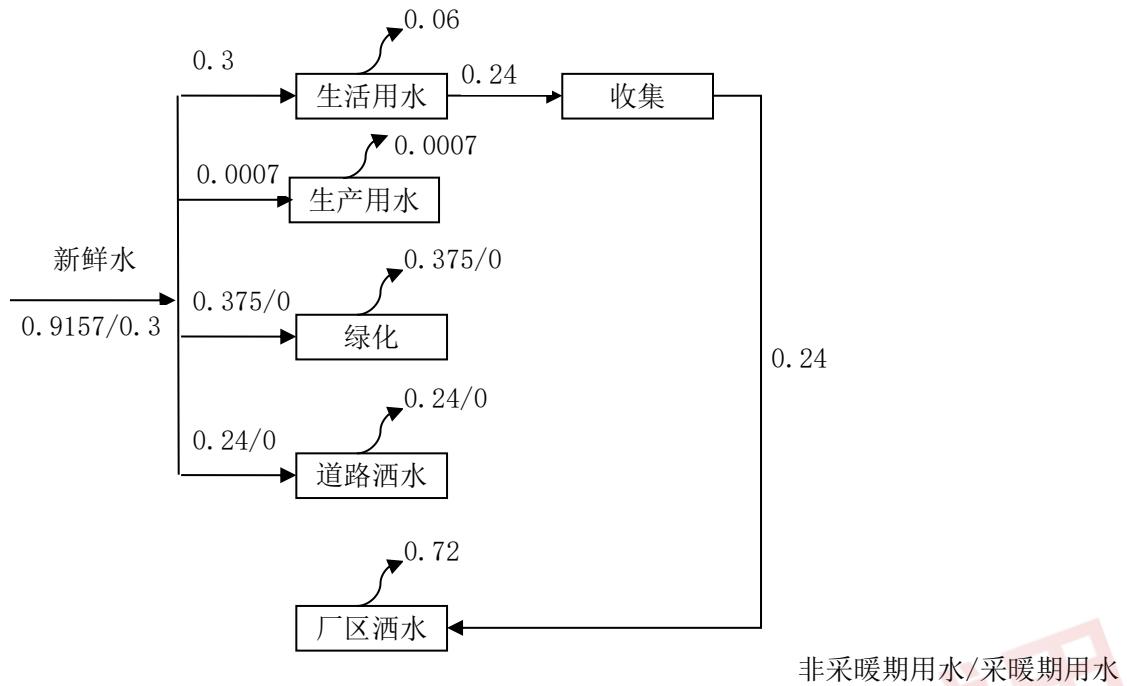 0.06
0.3
生活用水
0.24
收集
0.0007
0.0007
生产用水
新鲜水
0.9157/0.3
0.375/0
0.375/0
绿化
0.24
0.24/0
0.24/0
道路洒水
0.72
厂区洒水
非采暖期用水/采暖期用水